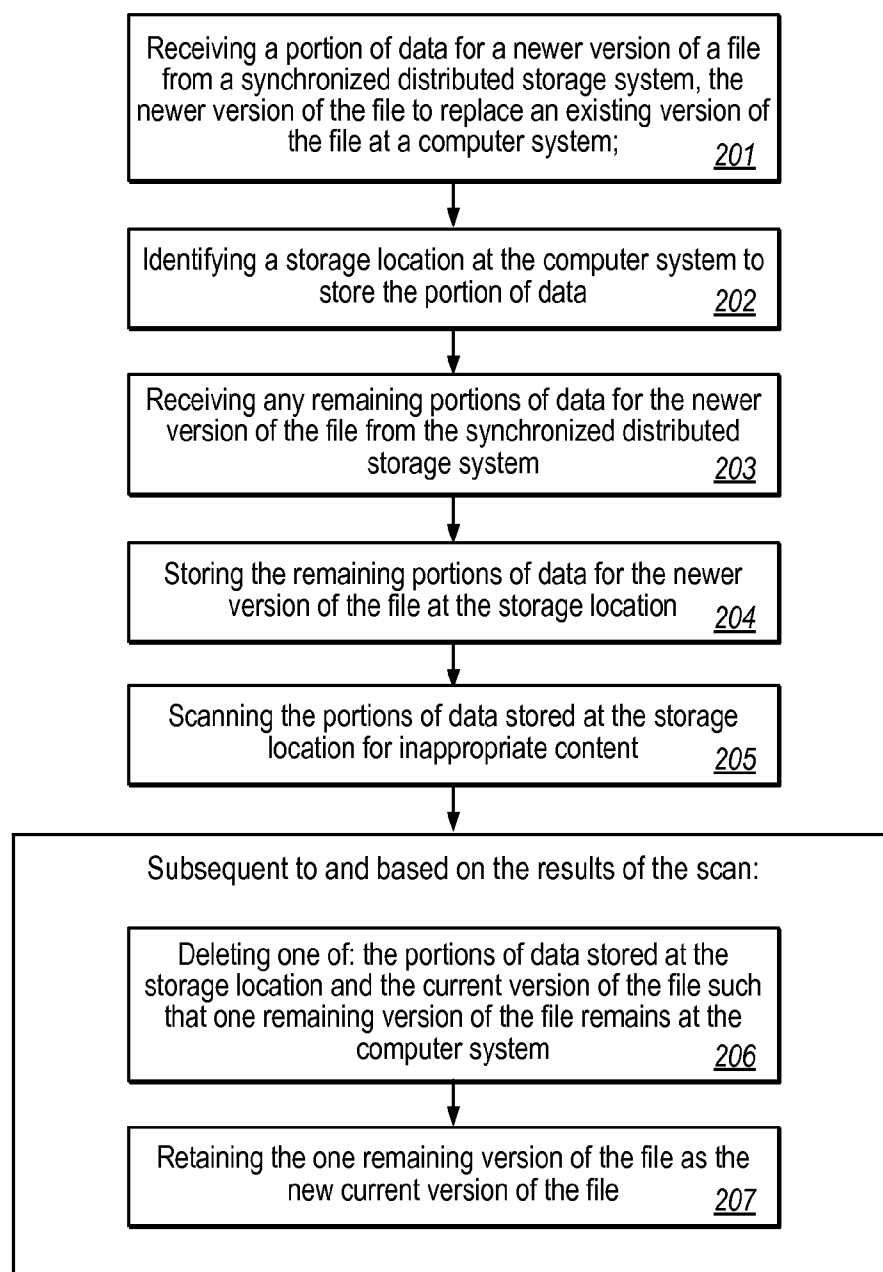 Receiving a portion of data for a newer version of a file
from a synchronized distributed storage system, the
newer version of the file to replace an existing version of
the file at a computer system;
201
Identifying a storage location at the computer system to
store the portion of data
202
Receiving any remaining portions of data for the newer
version of the file from the synchronized distributed
storage system
203
Storing the remaining portions of data for the newer
version of the file at the storage location
204
Scanning the portions of data stored at the storage
location for inappropriate content
205
Subsequent to and based on the results of the scan:
Deleting one of: the portions of data stored at the
storage location and the current version of the file such
that one remaining version of the file remains at the
computer system
206
Retaining the one remaining version of the file as the
new current version of the file
207